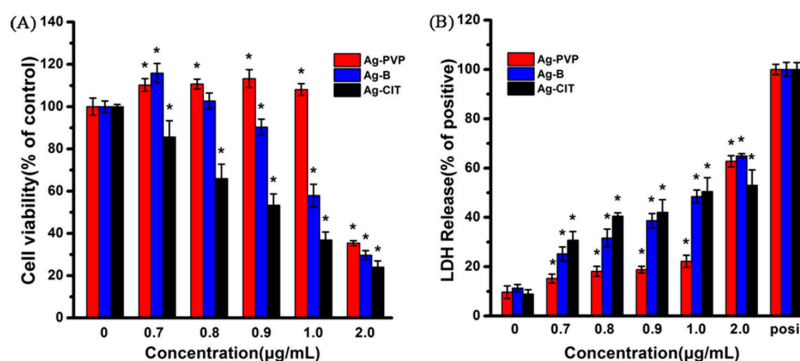 (A)
Cell viability(% of control)
140
120
100
80
60
40
20
0
Ag-PVP
Ag-B
Ag-CIT
* * * * * * * * * * * * *
0 0.7 0.8 0.9 1.0 2.0
Concentration(µg/mL)
(B)
LDH Release(% of positive)
120
100
80
60
40
20
0
Ag-PVP
Ag-B
Ag-CIT
* * * * * * * * * * * * * * *
0 0.7 0.8 0.9 1.0 2.0 posi
Concentration(µg/mL)